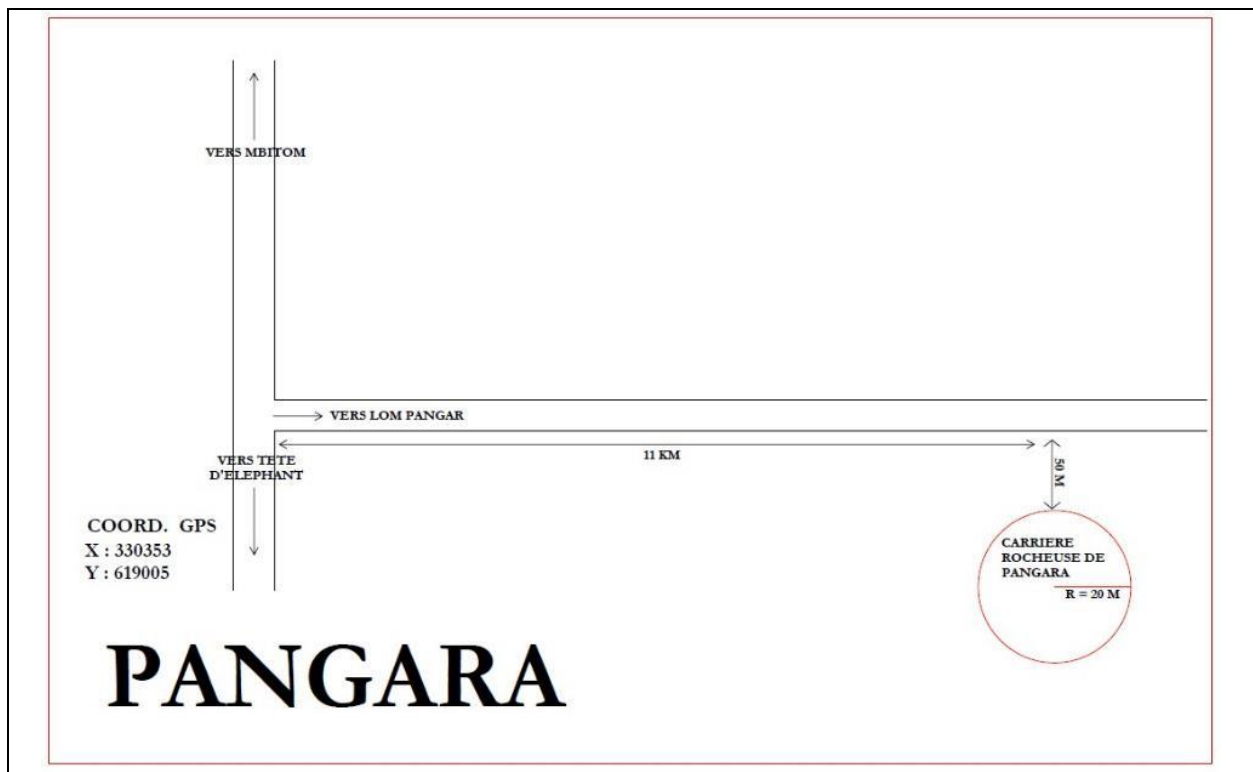 VERS MBITOM
VERS LOM PANGAR
11 KM
50 M
VERS TETE
D'ELEPHANT
COORD. GPS
X : 330353
Y : 619005
CARRIERE
ROCHEUSE DE
PANGARA
R = 20 M
PANGARA